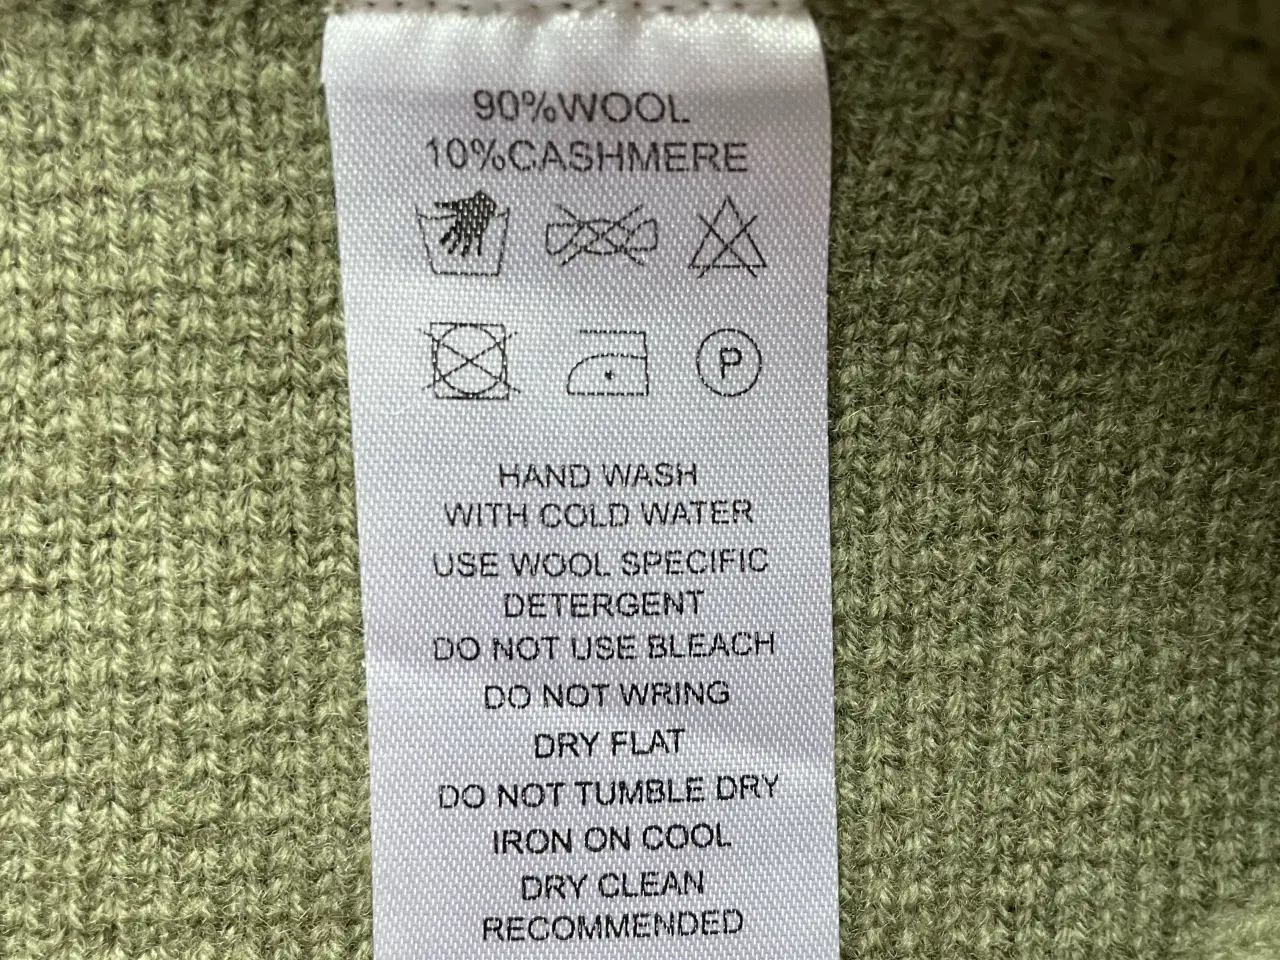 90%WOOL
10%CASHMERE
P
HAND WASH
WITH COLD WATER
USE WOOL SPECIFIC
DETERGENT
DO NOT USE BLEACH
DO NOT WRING
DRY FLAT
DO NOT TUMBLE DRY
IRON ON COOL
DRY CLEAN
RECOMMENDED